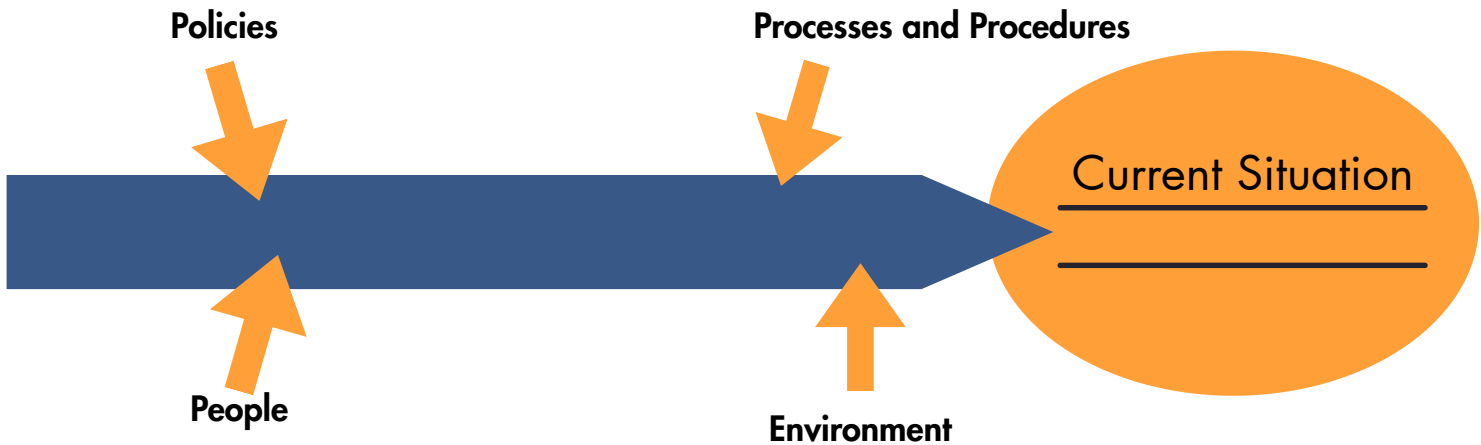 Policies
Processes and Procedures
Current Situation
People
Environment